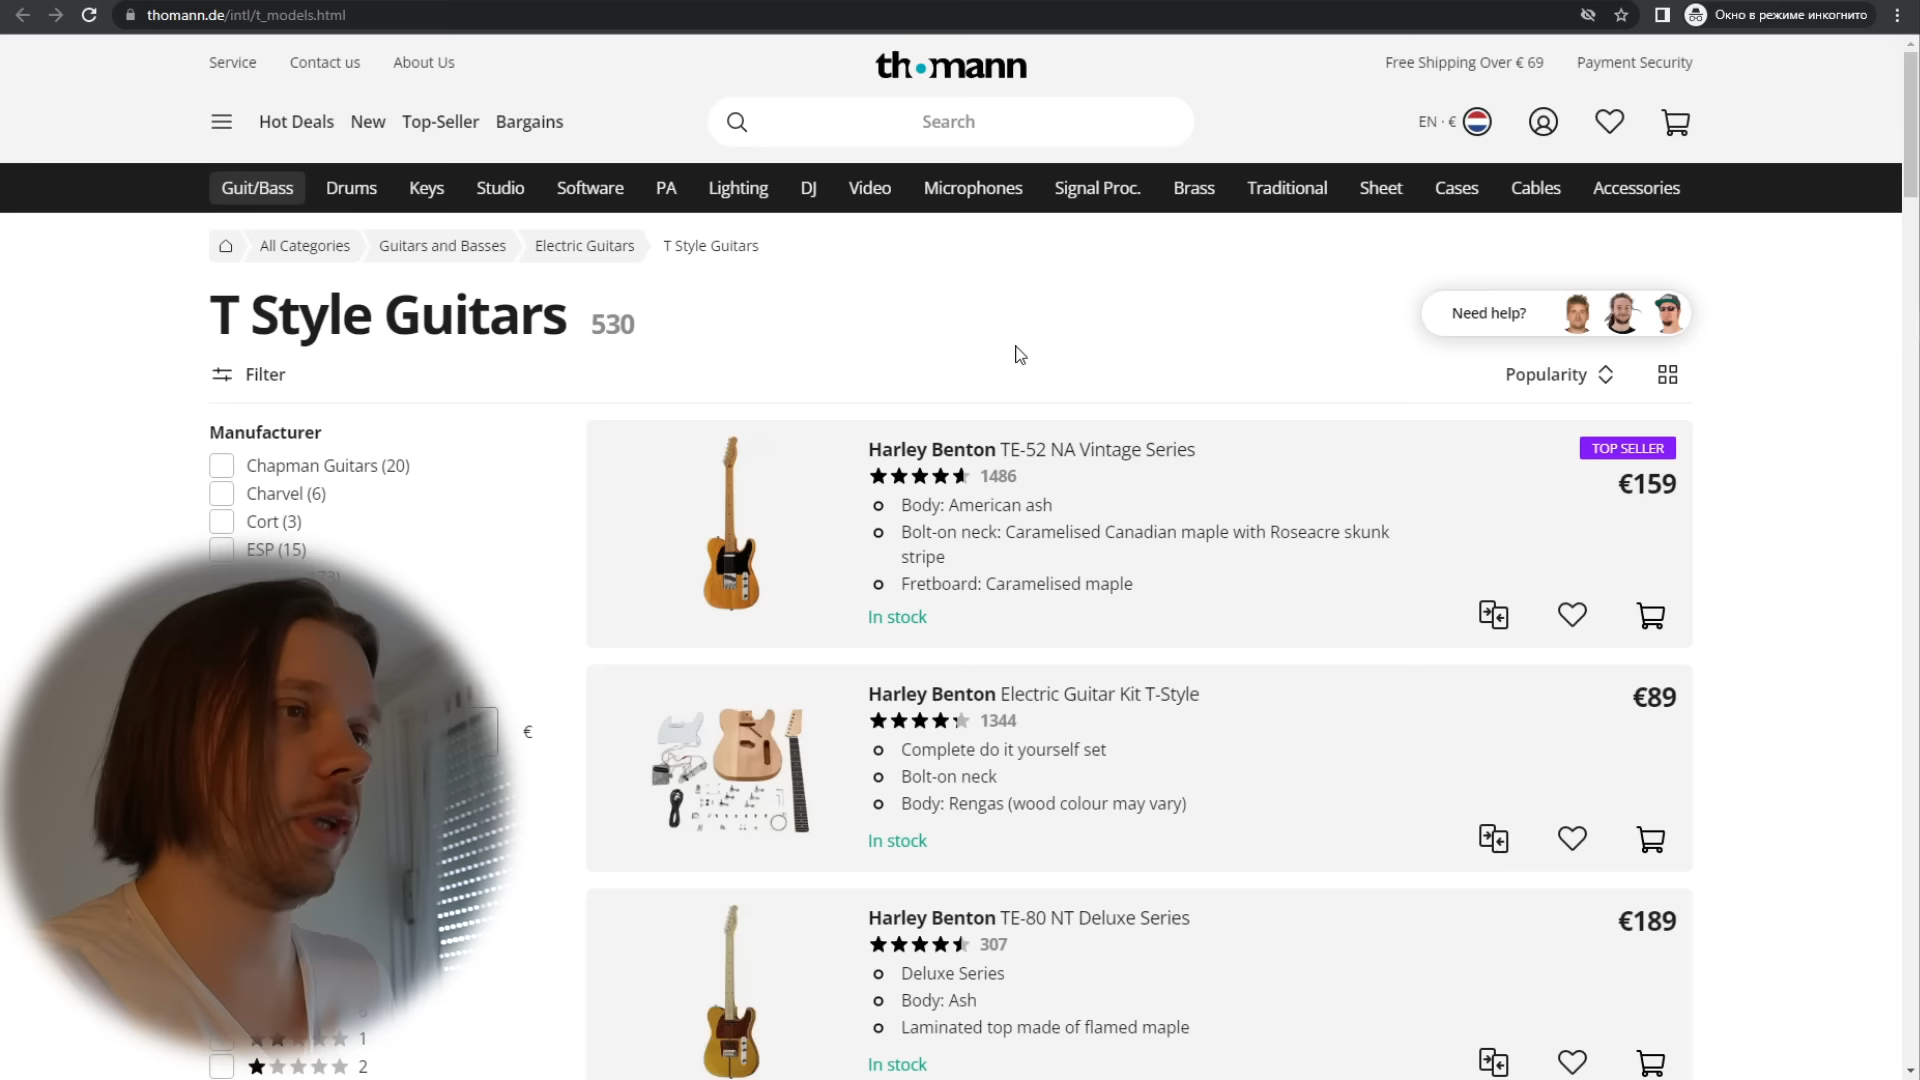 thomann.de/intl/t_models.html
Окно в режиме инкогнито
Service
Contact us
About Us
th•mann
Free Shipping Over € 69
Payment Security
Hot Deals
New
Top-Seller
Bargains
Search
EN · €
Guit/Bass
Drums
Keys
Studio
Software
PA
Lighting
DJ
Video
Microphones
Signal Proc.
Brass
Traditional
Sheet
Cases
Cables
Accessories
All Categories
Guitars and Basses
Electric Guitars
T Style Guitars
T Style Guitars 530
Need help?
Filter
Popularity
Manufacturer
Chapman Guitars (20)
Charvel (6)
Cort (3)
ESP (15)
€
1
2
Harley Benton TE-52 NA Vintage Series
TOP SELLER
1486
€159
Body: American ash
Bolt-on neck: Caramelised Canadian maple with Roseacre skunk
stripe
Fretboard: Caramelised maple
In stock
Harley Benton Electric Guitar Kit T-Style
€89
1344
Complete do it yourself set
Bolt-on neck
Body: Rengas (wood colour may vary)
In stock
Harley Benton TE-80 NT Deluxe Series
€189
307
Deluxe Series
Body: Ash
Laminated top made of flamed maple
In stock